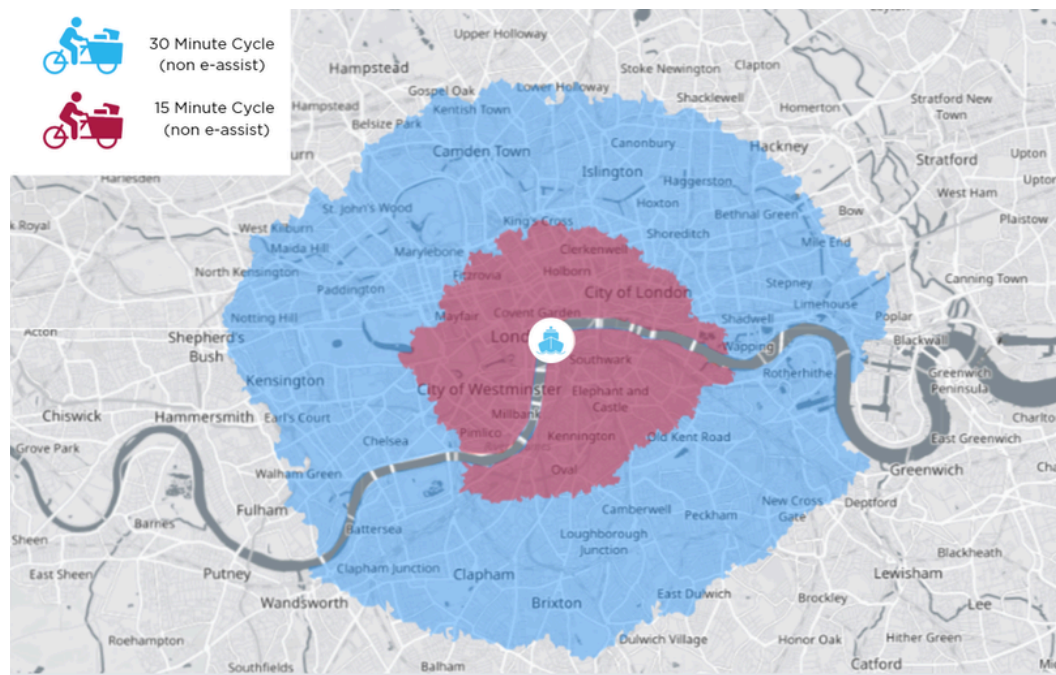 30 Minute Cycle
(non e-assist)
15 Minute Cycle
(non e-assist)
Upper Holloway
Hampstead
Stoke Newington
Clapton
Gospel Oak
Lower Holloway
Shacklewell
Homerton
Stratford New
Town
Hampstead
Kentish Town
Belsize Park
Camden Town
Canonbury
Hackney
Stratford
Upton
Islington
Haggerston
West Ham
Harlesden
St. John's Wood
Hoxton
Bethnal Green
Bow
Plaistow
Royal
West Kilburn
King's Cross
Shoreditch
Maida Hill
Marylebone
Clerkenwell
Mile End
North Kensington
Fitzrovia
Holborn
Canning Town
Paddington
City of London
Stepney
Limehouse
Notting Hill
Mayfair
Covent Garden
Shadwell
Poplar
Acton
Shepherd's
Bush
Wapping
Blackwall
Southwark
Rotherhithe
Greenwich
Peninsula
Kensington
City of Westminster
Elephant and
Castle
Chiswick
Hammersmith
Earl's Court
Millbank
Pimlico
Kennington
Old Kent Road
East Greenwich
Grove Park
Chelsea
Oval
Greenwich
Walham Green
Fulham
Camberwell
Peckham
New Cross
Gate
Deptford
Barnes
Battersea
Loughborough
Junction
Sheen
East Sheen
Putney
Clapham Junction
Clapham
Blackheath
Lewisham
Wandsworth
Brixton
East Dulwich
Brockley
Lee
Roehampton
Dulwich Village
Honor Oak
Hither Green
Southfields
Balham
Catford